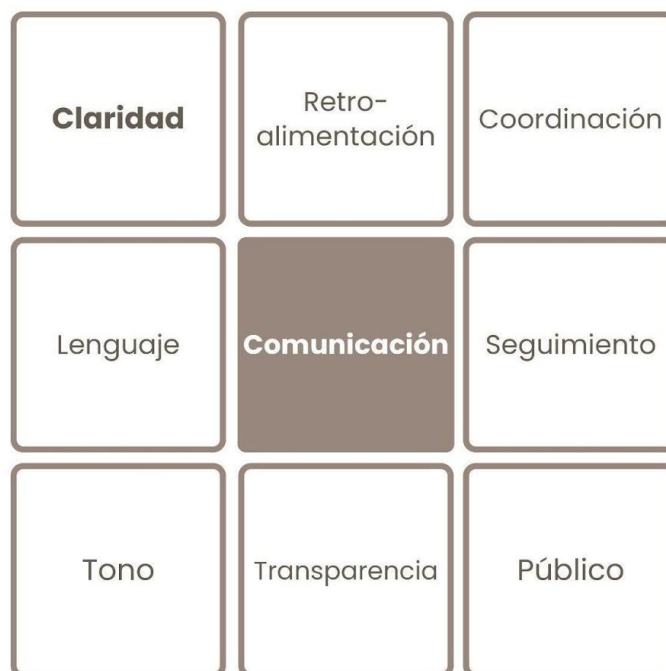 Claridad
Retro-
alimentación
Coordinación
Lenguaje
Comunicación
Seguimiento
Tono
Transparencia
Público